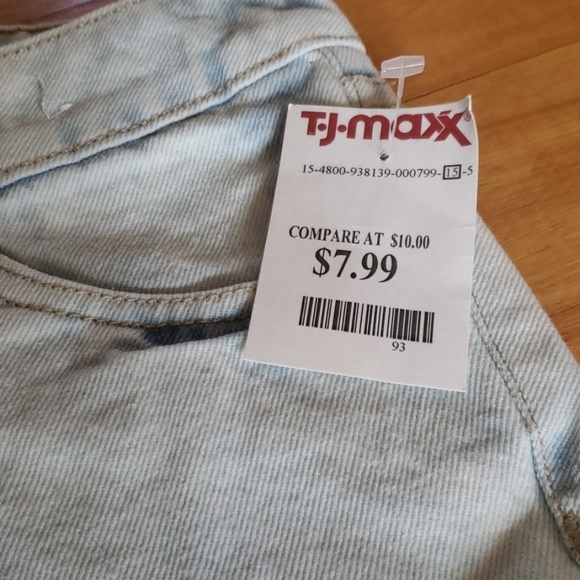 T·J·maxx®
15-4800-938139-000799-15-5
COMPARE AT $10.00
$7.99
93